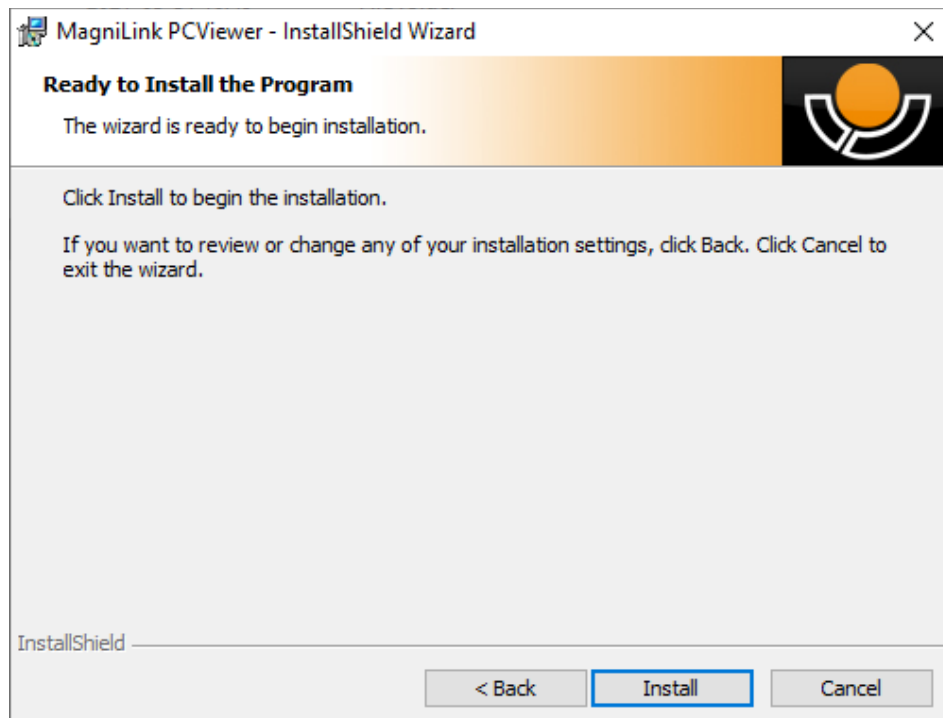 MagniLink PCViewer - InstallShield Wizard
Ready to Install the Program
The wizard is ready to begin installation.
Click Install to begin the installation.
If you want to review or change any of your installation settings, click Back. Click Cancel to
exit the wizard.
InstallShield
< Back
Install
Cancel